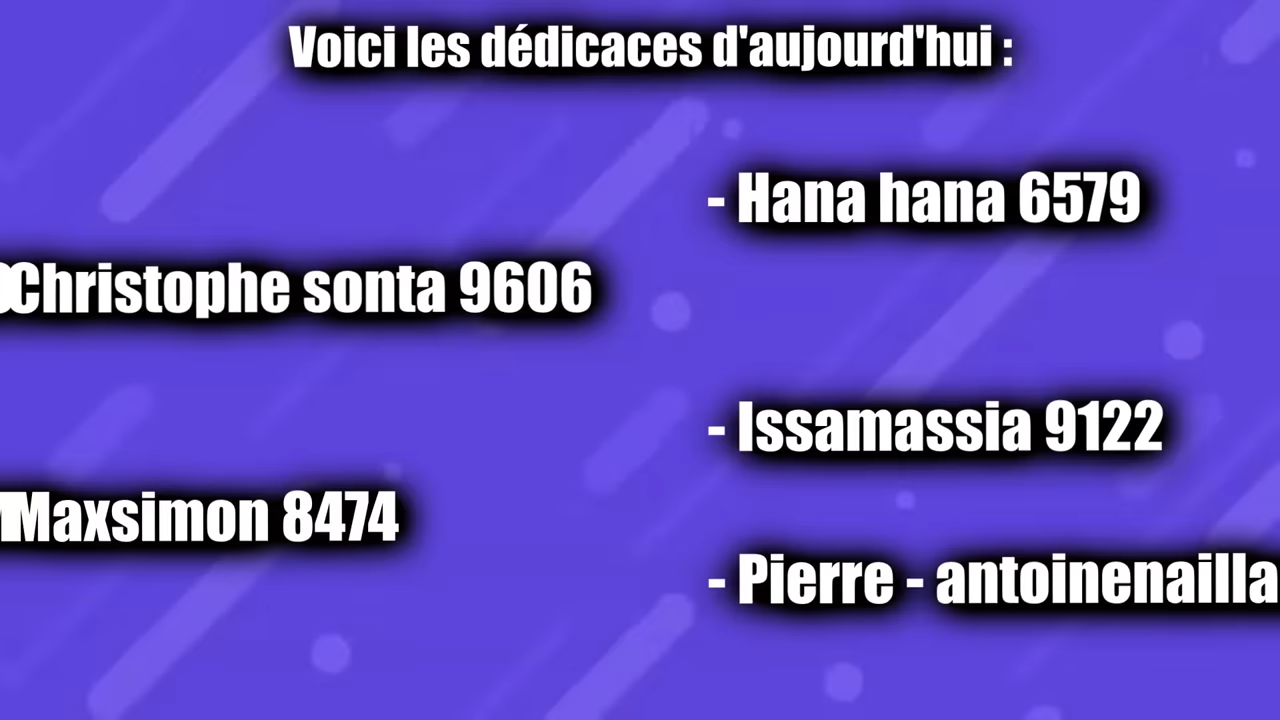 Voici les dédicaces d'aujourd'hui :
- Hana hana 6579
Christophe sonta 9606
- Issamassia 9122
Maxsimon 8474
- Pierre - antoinenailla